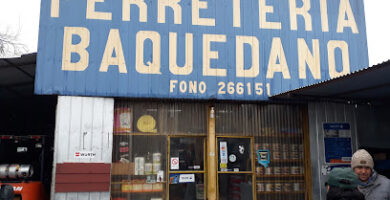 FERRETERIA
BAQUEDANO
FONO 266151
WÜRTH